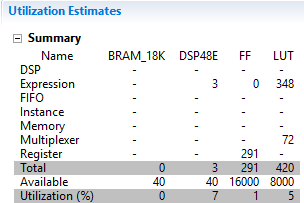 Utilization Estimates
Summary
Name BRAM_18K DSP48E FF LUT
DSP - - - -
Expression - 3 0 348
FIFO - - - -
Instance - - - -
Memory - - - -
Multiplexer - - - 72
Register - - 291 -
Total 0 3 291 420
Available 40 40 16000 8000
Utilization (%) 0 7 1 5